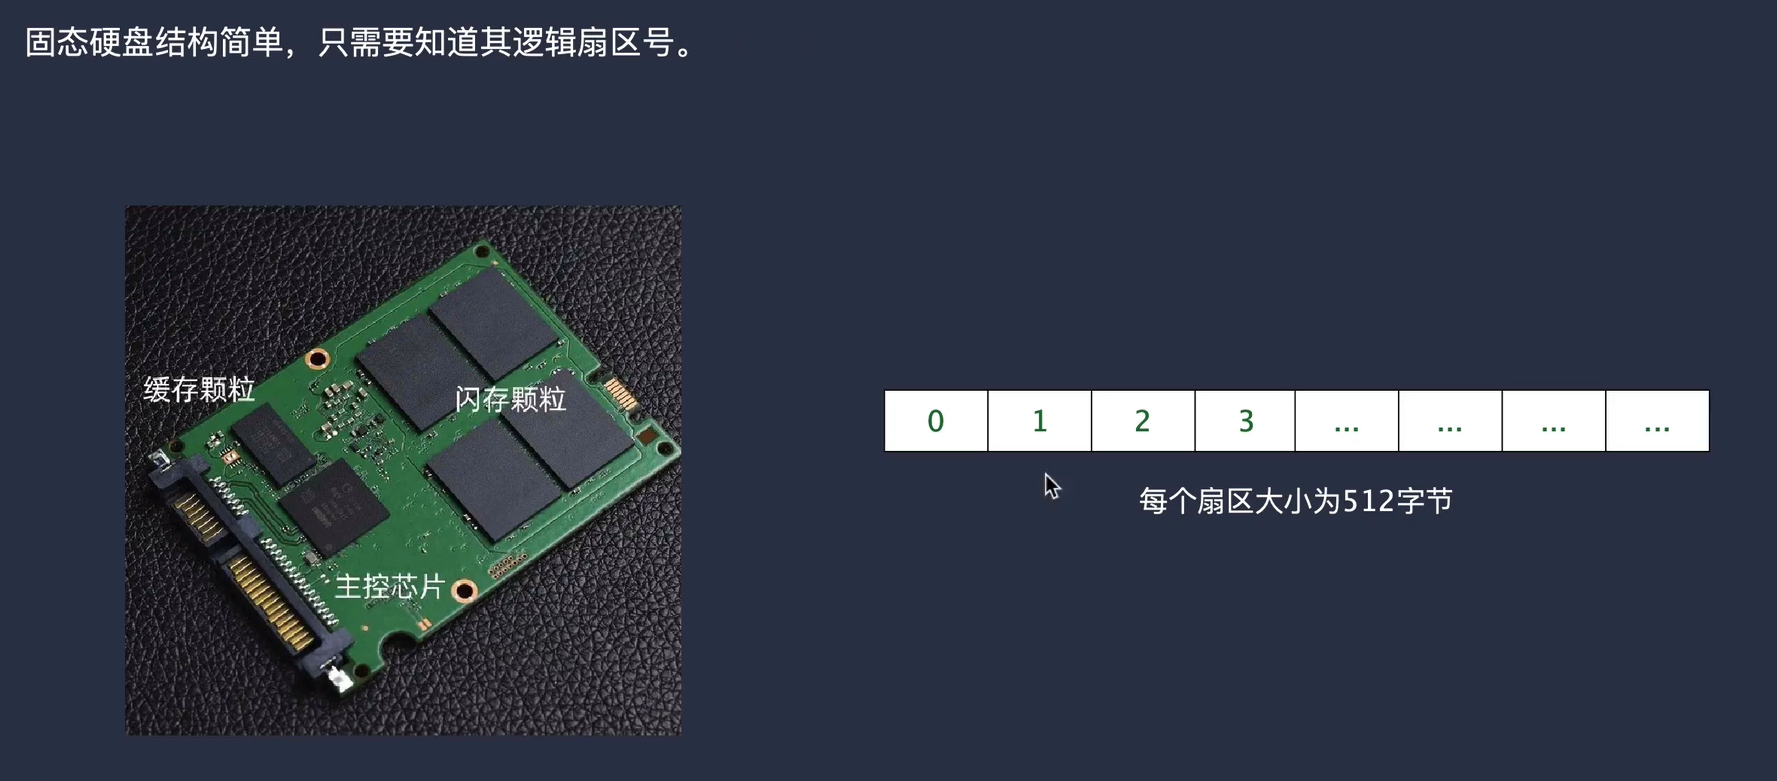 固态硬盘结构简单，只需要知道其逻辑扇区号。
缓存颗粒
闪存颗粒
主控芯片
0 1 2 3 ... ... ... ...
每个扇区大小为512字节